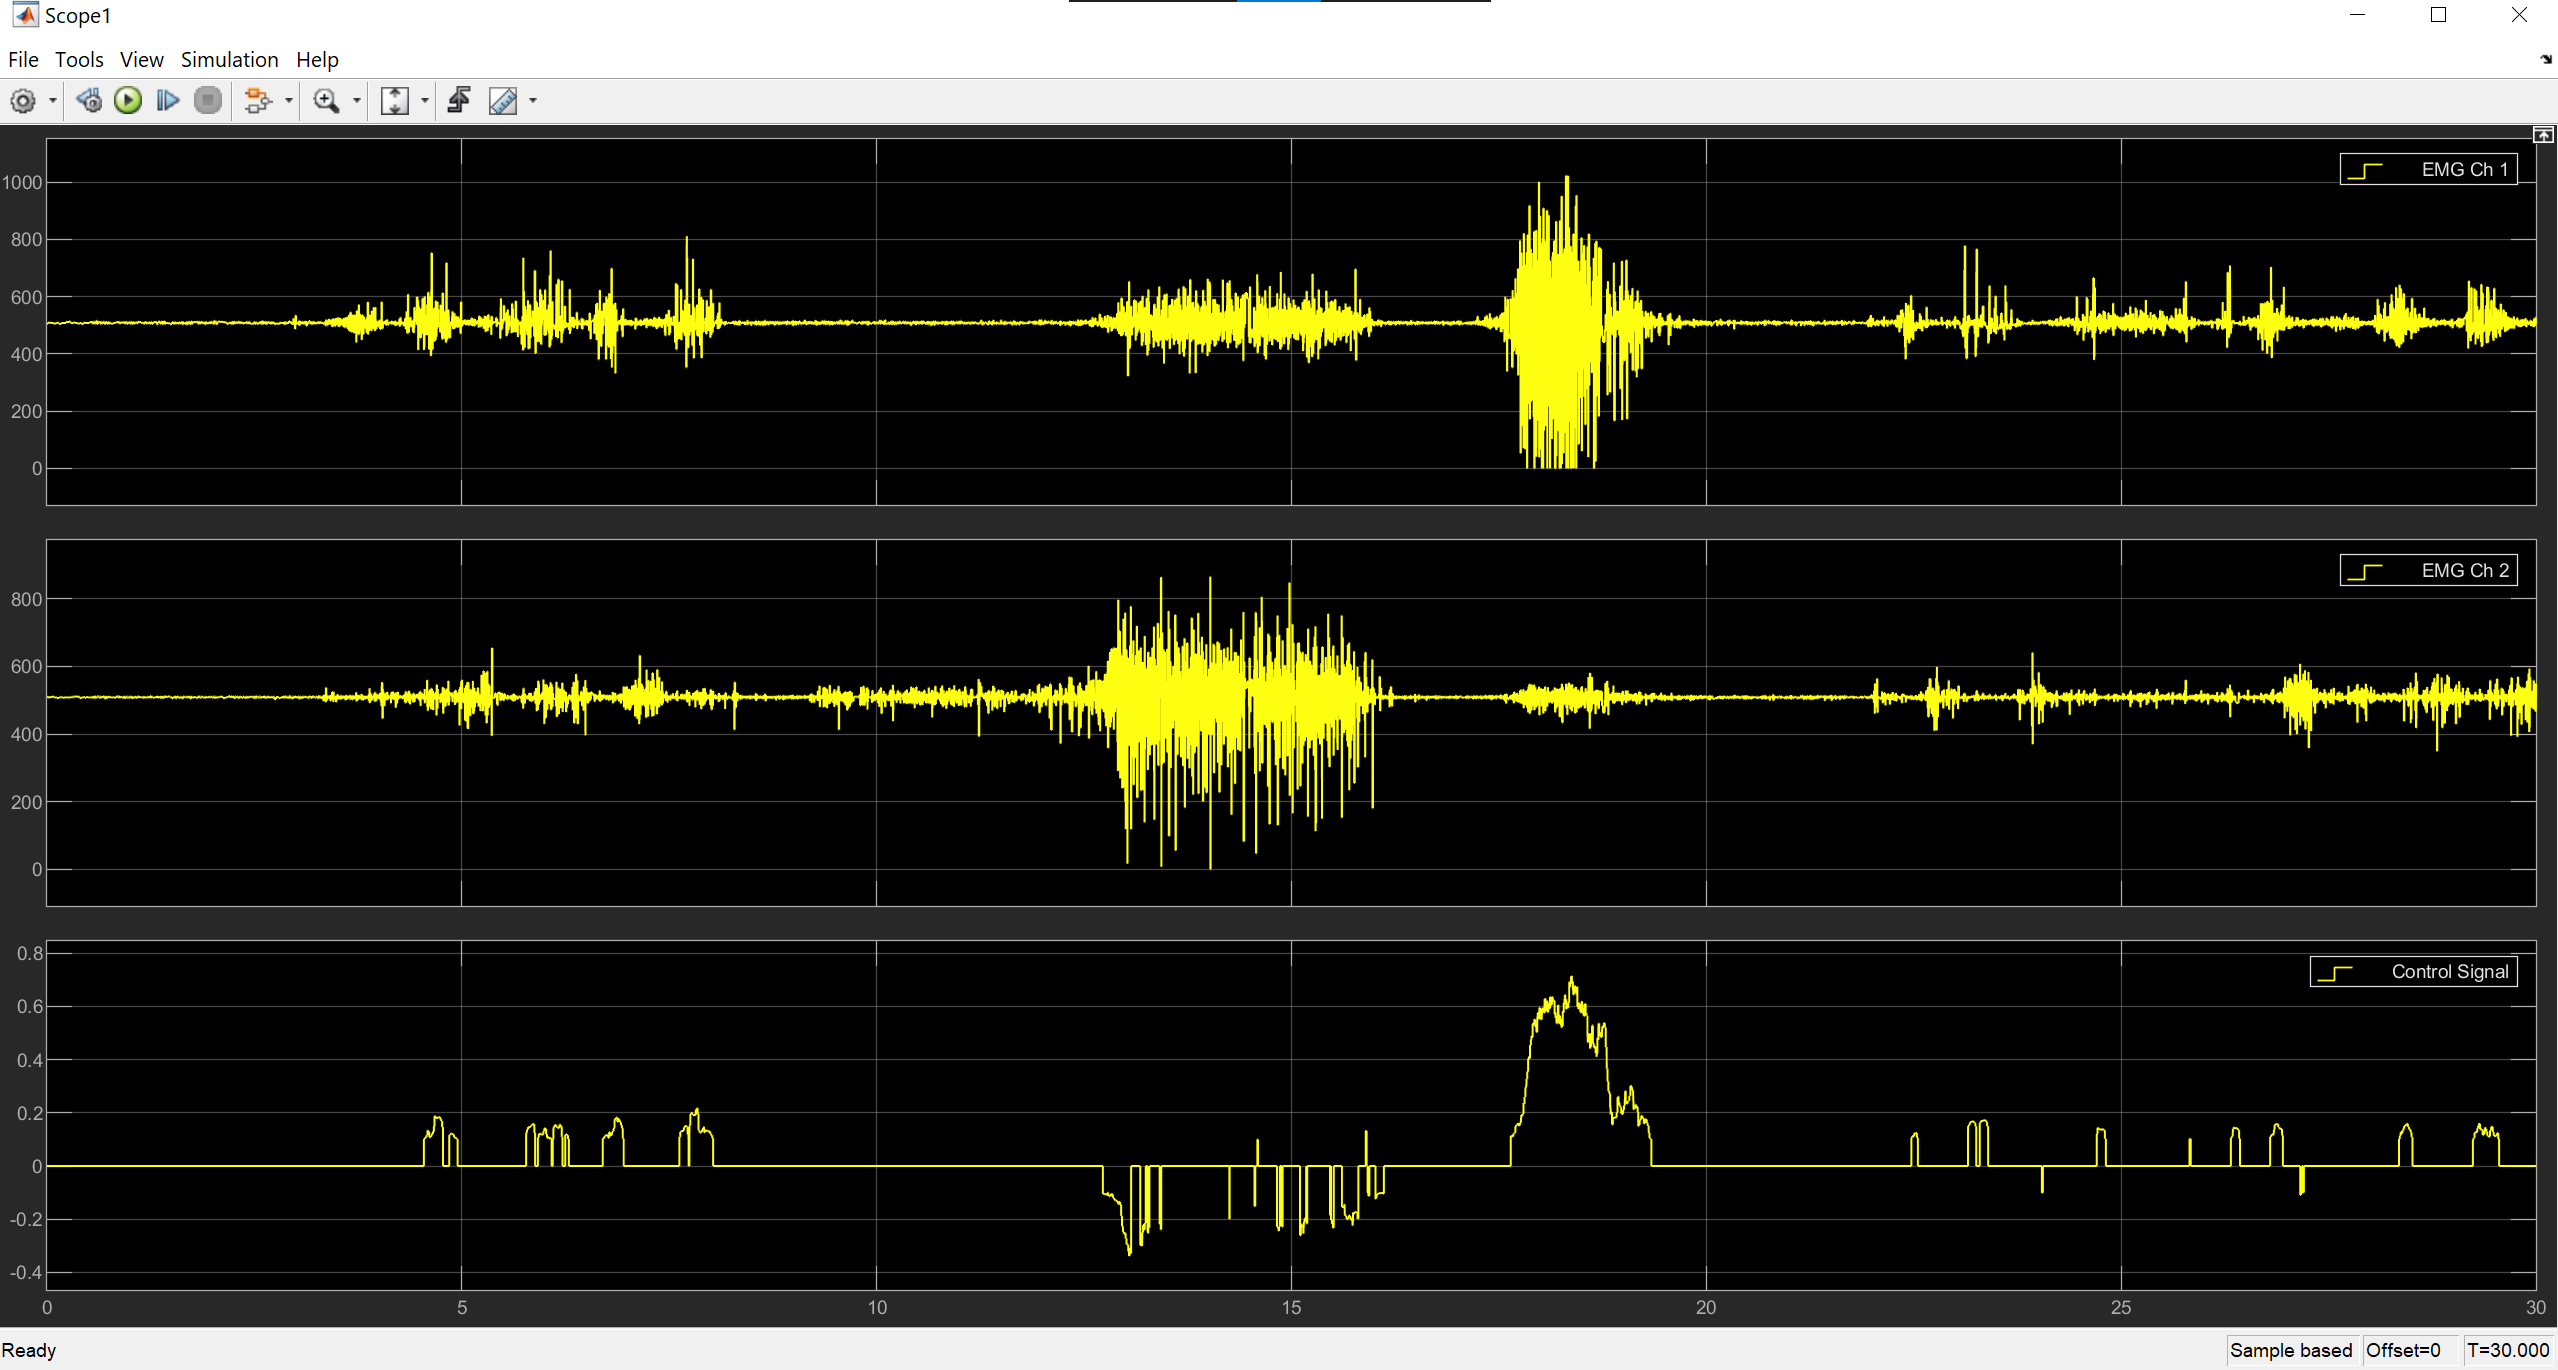 Scope1
File Tools View Simulation Help
EMG Ch 1
1000
800
600
400
200
0
EMG Ch 2
800
600
400
200
0
Control Signal
0.8
0.6
0.4
0.2
0
-0.2
-0.4
0 5 10 15 20 25 30
Ready Sample based Offset=0 T=30.000